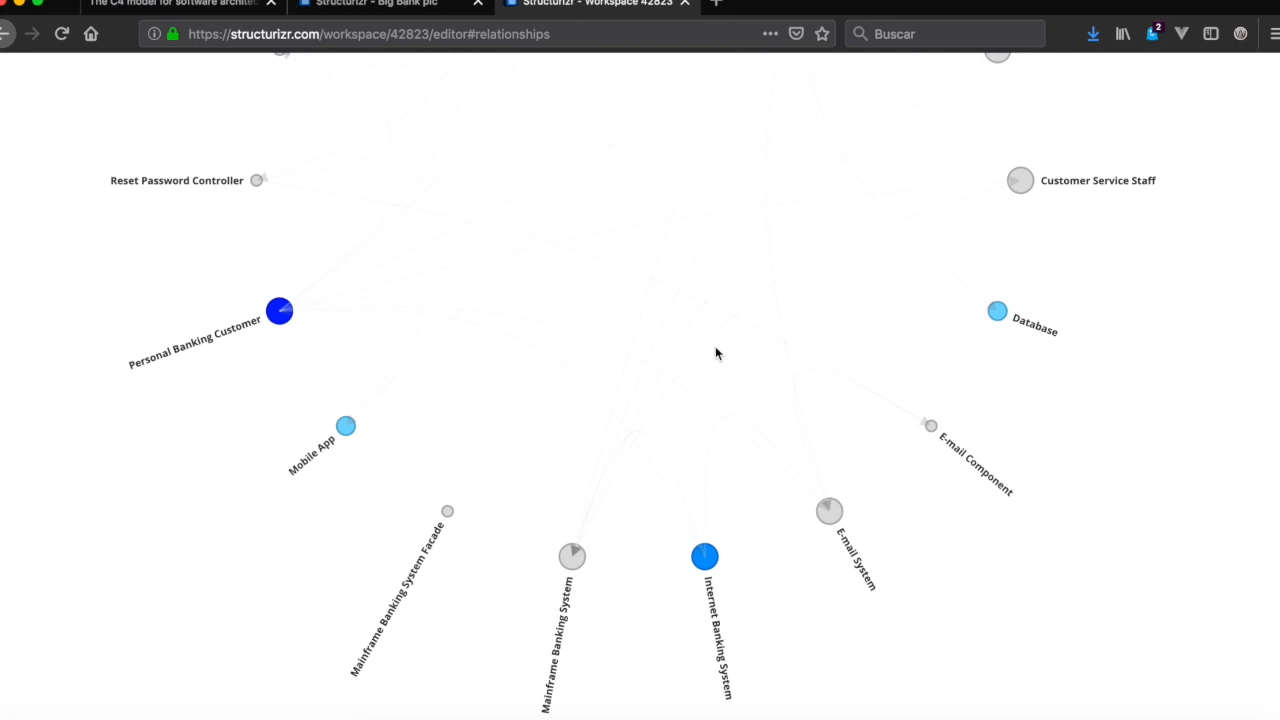 The C4 model for software architec
Structurizr - Big Bank plc
Structurizr - Workspace 42823
https://structurizr.com/workspace/42823/editor#relationships
Buscar
2
Reset Password Controller
Customer Service Staff
Personal Banking Customer
Database
Mobile App
E-mail Component
Mainframe Banking System Facade
Mainframe Banking System
Internet Banking System
E-mail System